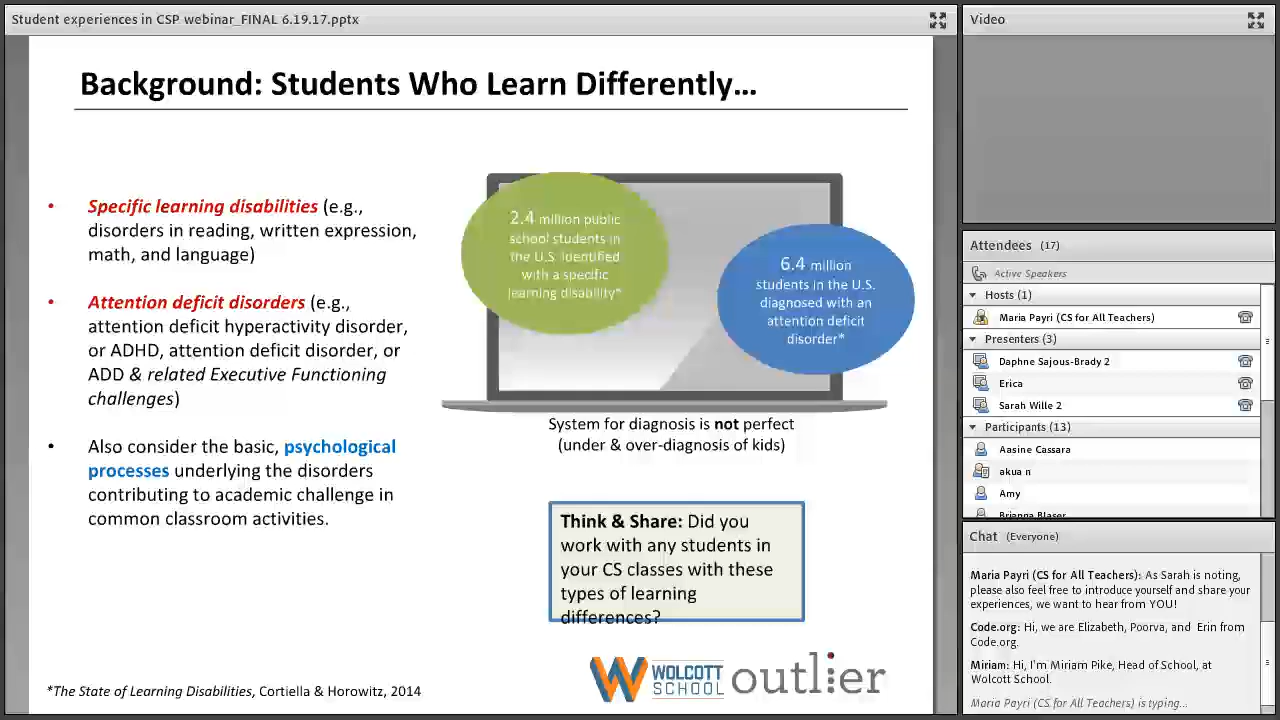 Student experiences in CSP webinar_FINAL 6.19.17.pptx
Background: Students Who Learn Differently...
• Specific learning disabilities (e.g.,
disorders in reading, written expression,
math, and language)
• Attention deficit disorders (e.g.,
attention deficit hyperactivity disorder,
or ADHD, attention deficit disorder, or
ADD & related Executive Functioning
challenges)
• Also consider the basic, psychological
processes underlying the disorders
contributing to academic challenge in
common classroom activities.
2.4 million public
school students in
the U.S. identified
with a specific
learning disability*
6.4 million
students in the U.S.
diagnosed with an
attention deficit
disorder*
System for diagnosis is not perfect
(under & over-diagnosis of kids)
Think & Share: Did you
work with any students in
your CS classes with these
types of learning
differences?
*The State of Learning Disabilities, Cortiella & Horowitz, 2014
WOLCOTT
SCHOOL
outlier
Video
Attendees (17)
Active Speakers
Hosts (1)
Maria Payri (CS for All Teachers)
Presenters (3)
Daphne Sajous-Brady 2
Erica
Sarah Wille 2
Participants (13)
Aasine Cassara
akua n
Amy
Brianna Blaser
Chat (Everyone)
Maria Payri (CS for All Teachers): As Sarah is noting,
please also feel free to introduce yourself and share your
experiences, we want to hear from YOU!
Code.org: Hi, we are Elizabeth, Poorva, and Erin from
Code.org.
Miriam: Hi, I'm Miriam Pike, Head of School, at
Wolcott School.
Maria Payri (CS for All Teachers) is typing...